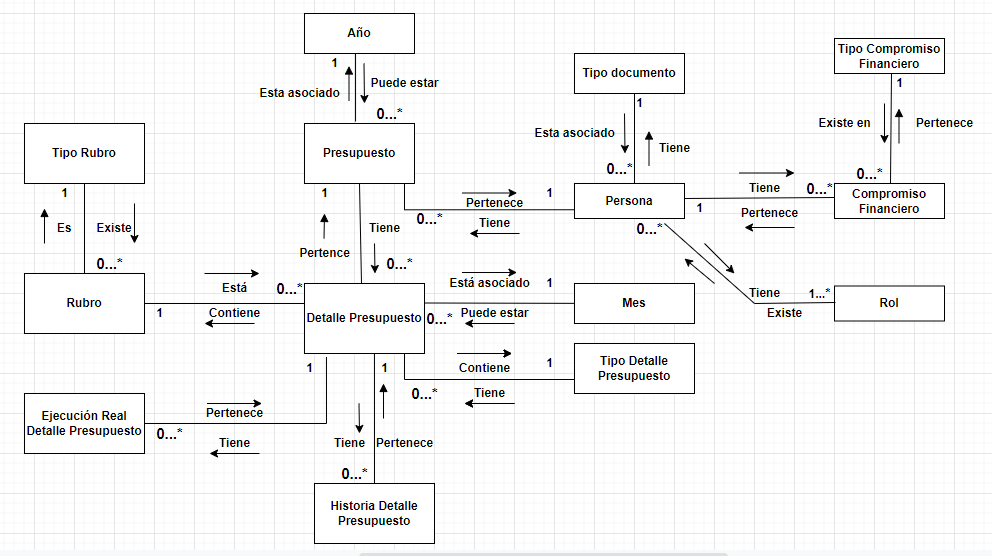 Año
1
Esta asociado
Puede estar
0...*
Tipo Compromiso
Financiero
1
Existe en
Pertenece
0...*
Tipo documento
1
Esta asociado
Tiene
0...*
Tipo Rubro
1
Es
Existe
0...*
Presupuesto
1
Pertenece
1
0...*
Tiene
Persona
1
Tiene
0...*
Pertenece
Compromiso
Financiero
0...*
Tiene
Pertence
0...*
Rubro
1
Está
0...*
Contiene
Detalle Presupuesto
Está asociado
1
0...*
Puede estar
Mes
Tiene
1...*
Existe
Rol
1
1
Contiene
1
0...*
Tiene
Tipo Detalle
Presupuesto
Ejecución Real
Detalle Presupuesto
Pertenece
0...*
Tiene
Tiene
Pertenece
0...*
Historia Detalle
Presupuesto